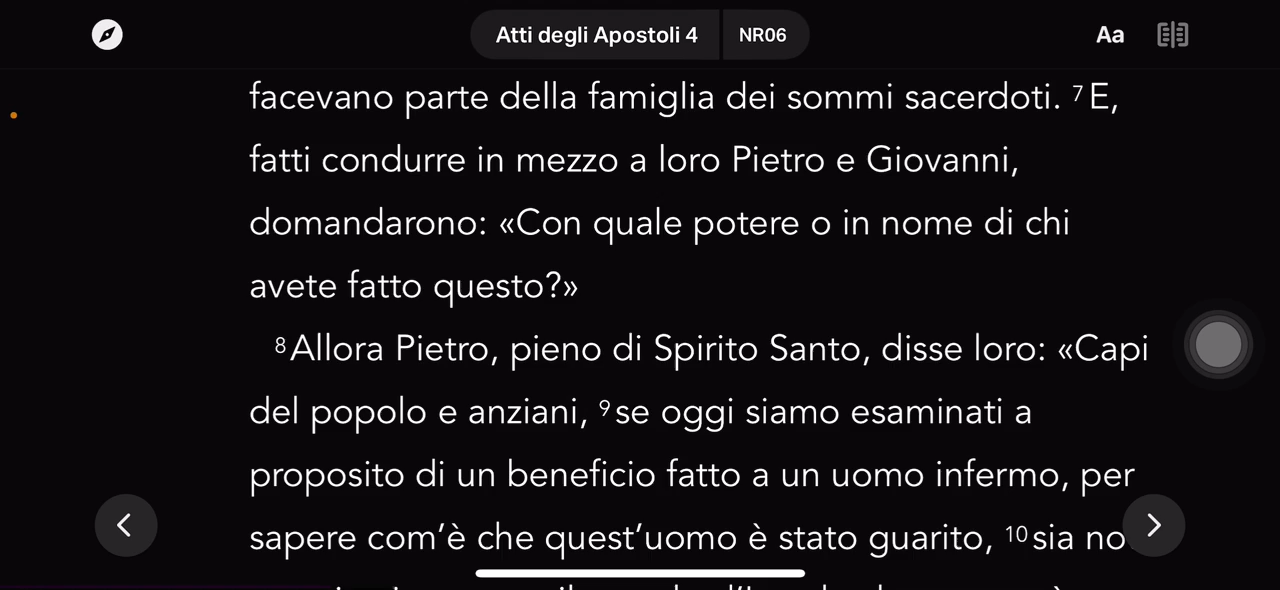 Atti degli Apostoli 4 NR06 Aa
facevano parte della famiglia dei sommi sacerdoti. 7 E,
fatti condurre in mezzo a loro Pietro e Giovanni,
domandarono: «Con quale potere o in nome di chi
avete fatto questo?»
8 Allora Pietro, pieno di Spirito Santo, disse loro: «Capi
del popolo e anziani, 9 se oggi siamo esaminati a
proposito di un beneficio fatto a un uomo infermo, per
sapere com’è che quest’uomo è stato guarito, 10 sia